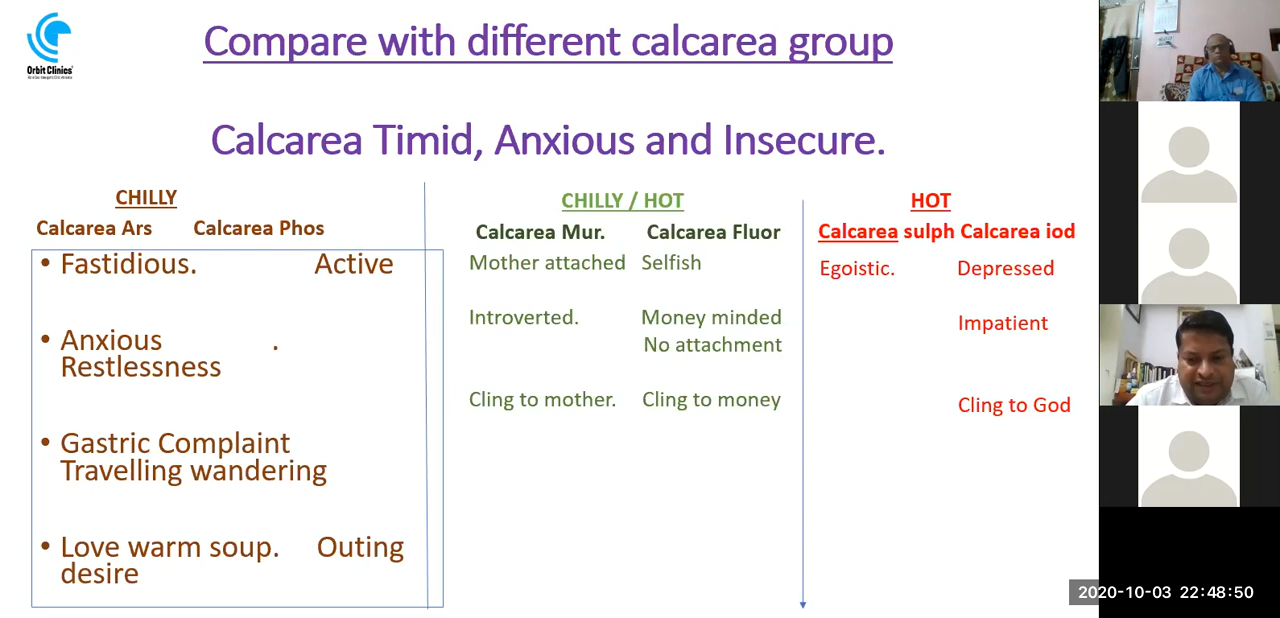 Compare with different calcarea group
Orbit Clinics
Calcarea Timid, Anxious and Insecure.
CHILLY
Calcarea Ars Calcarea Phos
• Fastidious. Active
• Anxious .
Restlessness
• Gastric Complaint
Travelling wandering
• Love warm soup. Outing
desire
CHILLY / HOT
Calcarea Mur. Calcarea Fluor
Mother attached Selfish
Introverted. Money minded
No attachment
Cling to mother. Cling to money
HOT
Calcarea sulph Calcarea iod
Egoistic. Depressed
Impatient
Cling to God
2020-10-03 22:48:50